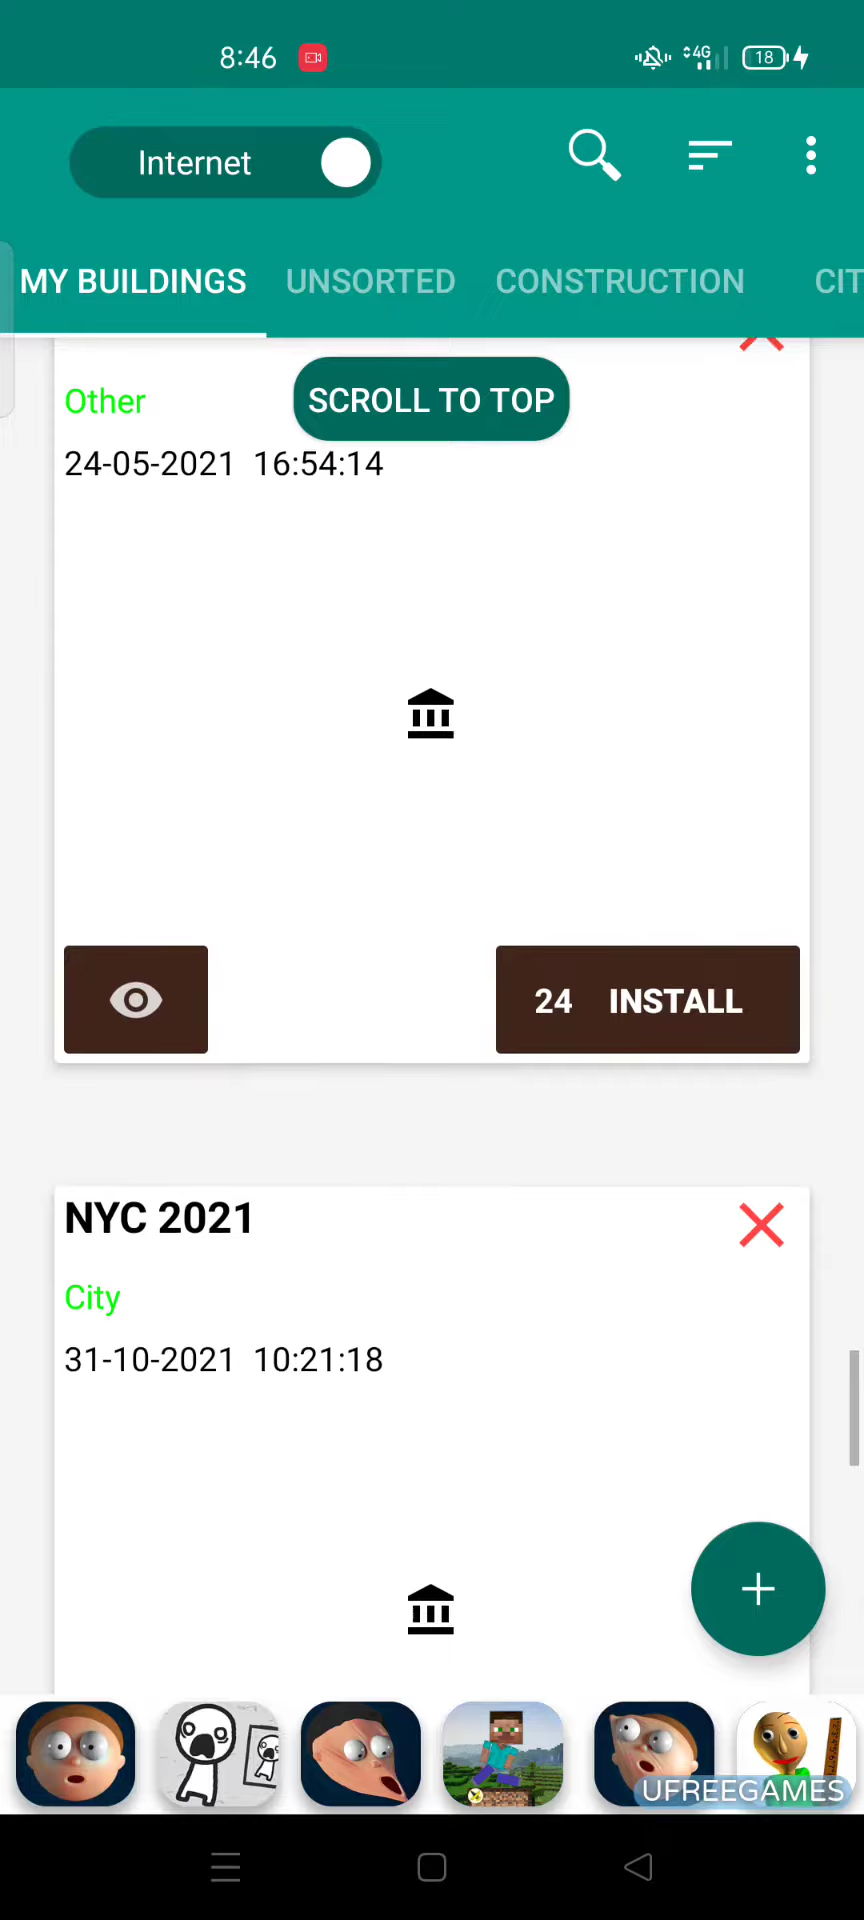 8:46 4G 18
Internet
MY BUILDINGS UNSORTED CONSTRUCTION CIT
SCROLL TO TOP
Other
24-05-2021 16:54:14
24 INSTALL
NYC 2021
City
31-10-2021 10:21:18
+
UFREEGAMES